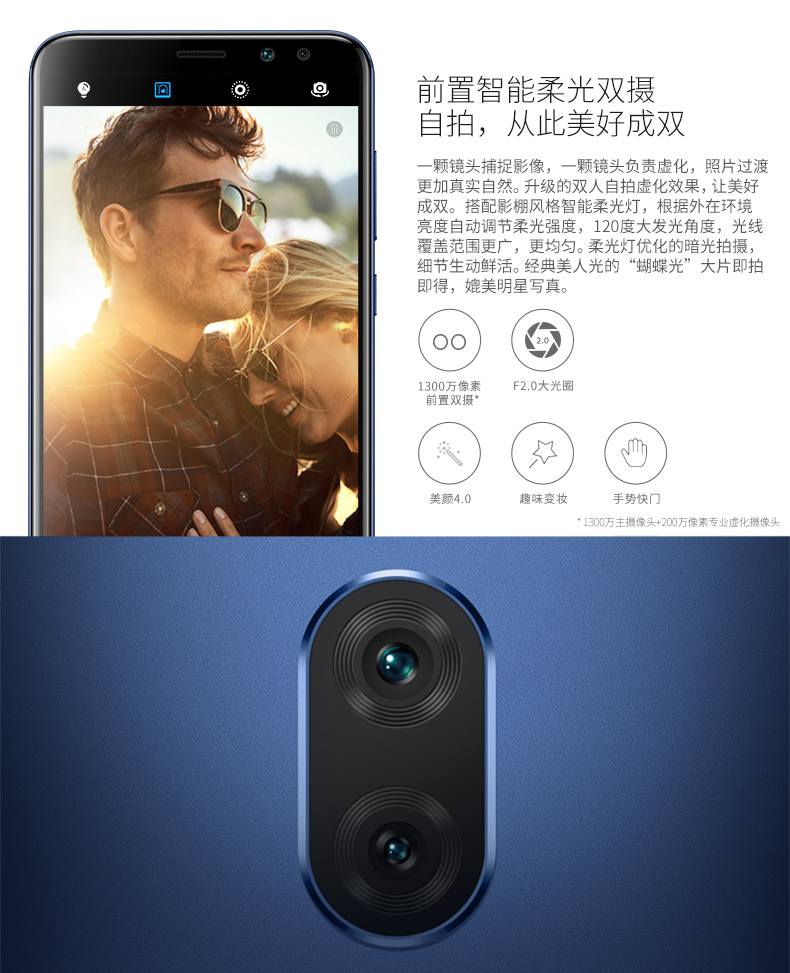 前置智能柔光双摄
自拍，从此美好成双
一颗镜头捕捉影像，一颗镜头负责虚化，照片过渡
更加真实自然。升级的双人自拍虚化效果，让美好
成双。搭配影棚风格智能柔光灯，根据外在环境
亮度自动调节柔光强度，120度大发光角度，光线
覆盖范围更广，更均匀。柔光灯优化的暗光拍摄，
细节生动鲜活。经典美人光的“蝴蝶光”大片即拍
即得，媲美明星写真。
2.0
1300万像素
前置双摄*
F2.0大光圈
美颜4.0
趣味变妆
手势快门
*1300万主摄像头+200万像素专业虚化摄像头